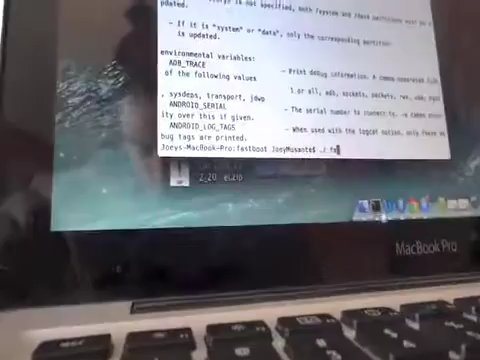 pdated.
- If it is "system" or "data", only the corresponding partition
is updated.
environmental variables:
ADB_TRACE - Print debug information. A comma separated list
of the following values
1 or all, adb, sockets, packets, rwx, usb, sync
, sysdeps, transport, jdwp
ANDROID_SERIAL - The serial number to connect to. -s takes prior
ity over this if given.
ANDROID_LOG_TAGS - When used with the logcat option, only these
bug tags are printed.
Joeys-MacBook-Pro:fastboot JoeyMusante$ ./
MacBook Pro